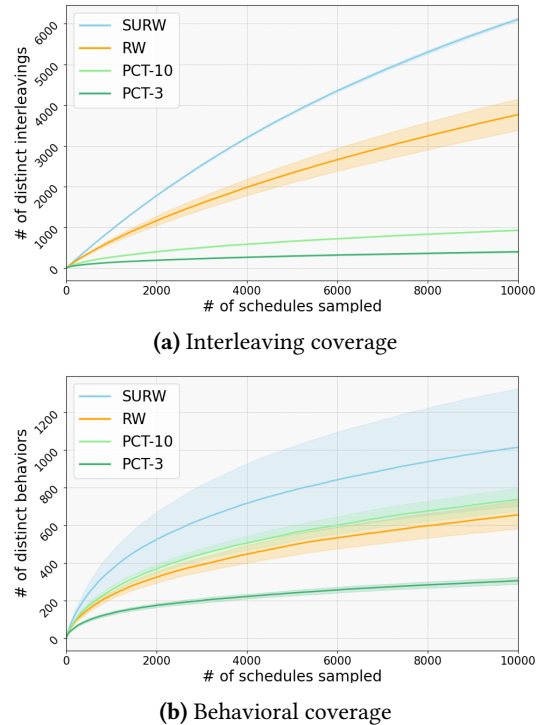 # of distinct interleavings
6000
5000
4000
3000
2000
1000
0
SURW
RW
PCT-10
PCT-3
0 2000 4000 6000 8000 10000
# of schedules sampled
(a) Interleaving coverage
# of distinct behaviors
1200
1000
800
600
400
200
0
SURW
RW
PCT-10
PCT-3
0 2000 4000 6000 8000 10000
# of schedules sampled
(b) Behavioral coverage